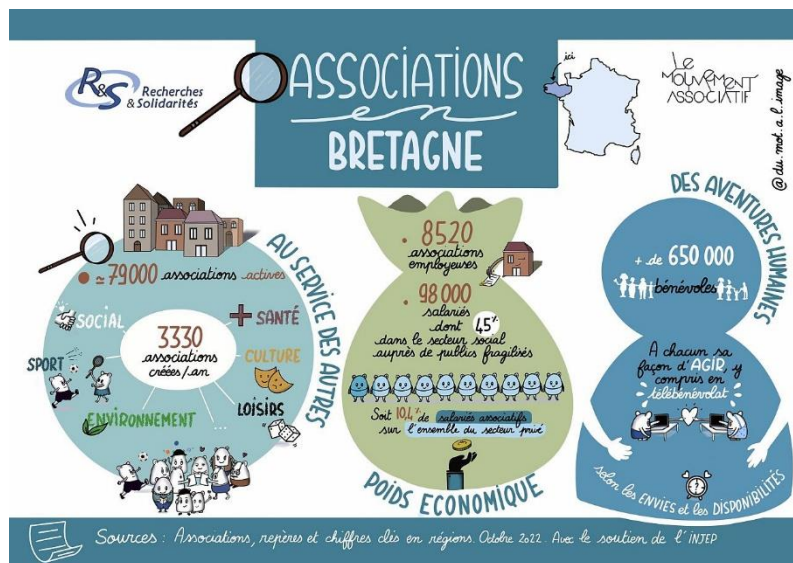 R&S Recherches
& Solidarités
ASSOCIATIONS
en
BRETAGNE
ici
Le
MOUVEMENT
ASSOCIATIF
@du.mot.a.l.image
AU SERVICE DES AUTRES
≃ 79000 associations actives
SOCIAL
SANTÉ
3330
associations
créées/an
SPORT
CULTURE
ENVIRONNEMENT
LOISIRS
8520
associations
employeuses
98 000
salariés
dont 45%
dans le secteur social
auprès de publics fragilisés
Soit 10,4% de salariés associatifs
sur l'ensemble du secteur privé
POIDS ECONOMIQUE
DES AVENTURES HUMAINES
+ de 650 000
bénévoles
A chacun sa
façon d'AGIR, y
compris en
télébénévolat
selon les ENVIES et les DISPONIBILITÉS
Sources : Associations, repères et chiffres clés en régions. Octobre 2022. Avec le soutien de l'INJEP